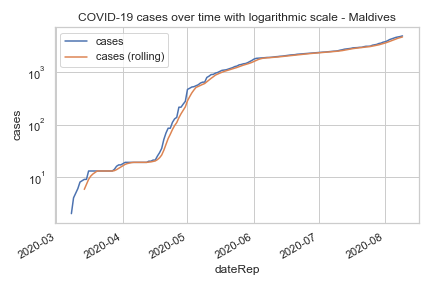 COVID-19 cases over time with logarithmic scale - Maldives
cases
cases (rolling)
10³
10²
10¹
cases
2020-03
2020-04
2020-05
2020-06
2020-07
2020-08
dateRep